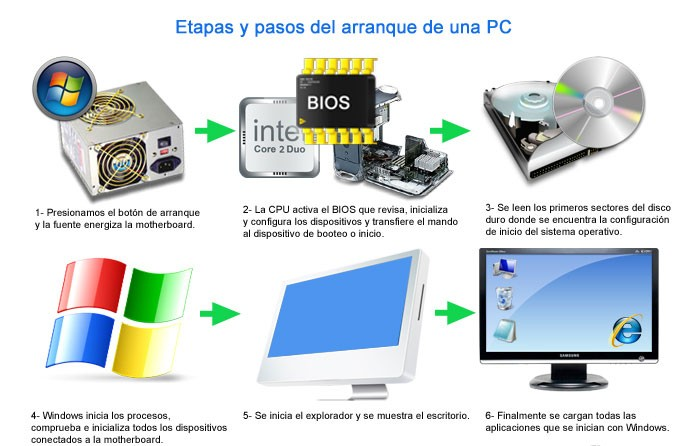 Etapas y pasos del arranque de una PC
BIOS
intel
Core 2 Duo
1- Presionamos el botón de arranque
y la fuente energiza la motherboard.
2- La CPU activa el BIOS que revisa, inicializa
y configura los dispositivos y transfiere el mando
al dispositivo de booteo o inicio.
3- Se leen los primeros sectores del disco
duro donde se encuentra la configuración
de inicio del sistema operativo.
SAMSUNG
4- Windows inicia los procesos,
comprueba e inicializa todos los dispositivos
conectados a la motherboard.
5- Se inicia el explorador y se muestra el escritorio.
6- Finalmente se cargan todas las
aplicaciones que se inician con Windows.